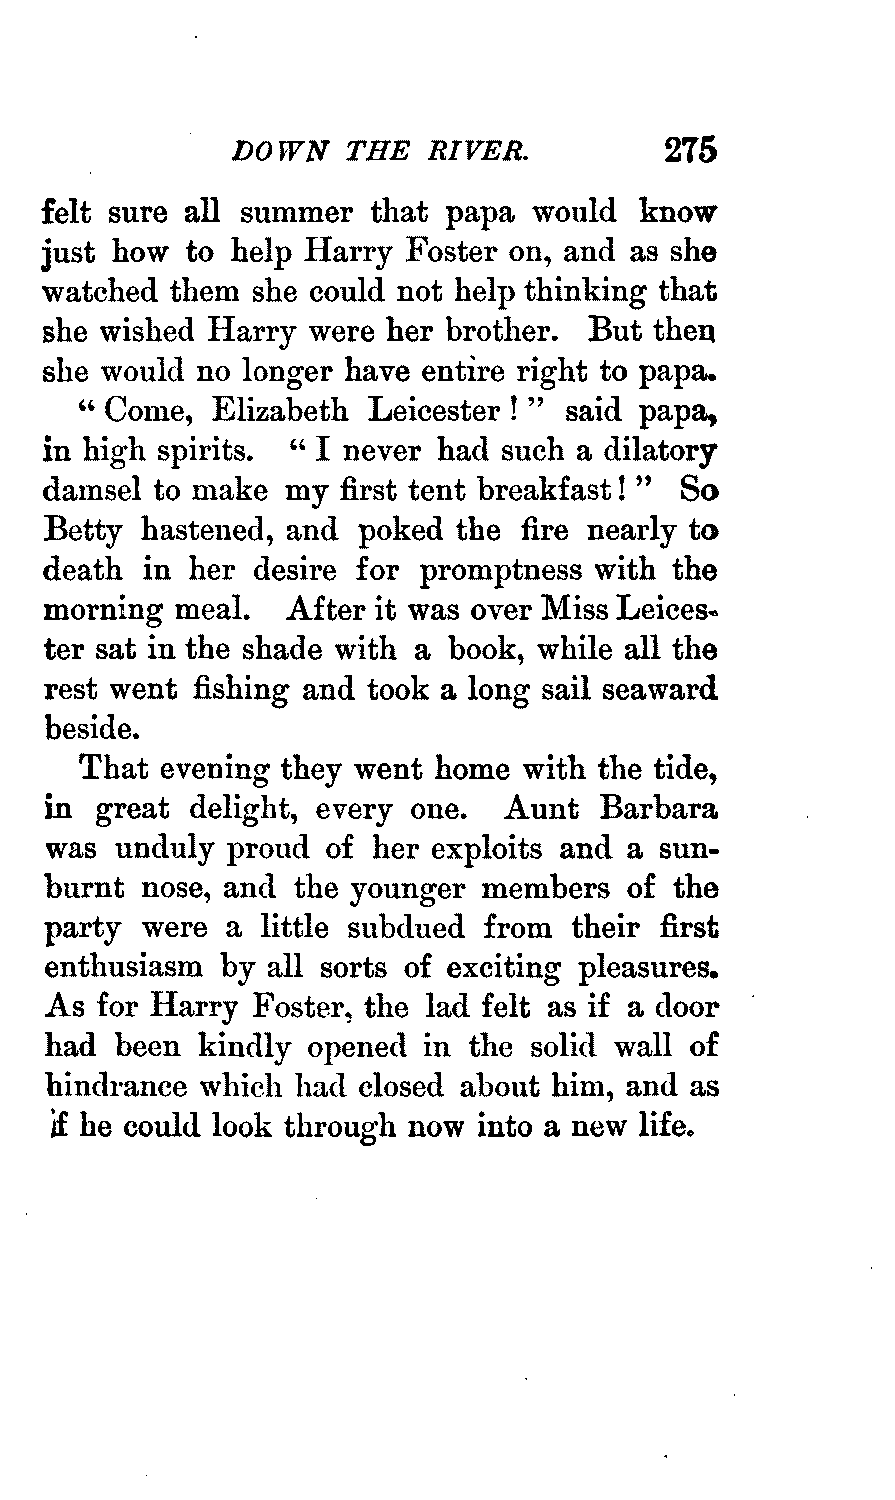 DOWN THE RIVER. 275
felt sure all summer that papa would know
just how to help Harry Foster on, and as she
watched them she could not help thinking that
she wished Harry were her brother. But then
she would no longer have entire right to papa.
“ Come, Elizabeth Leicester ! ” said papa,
in high spirits. “ I never had such a dilatory
damsel to make my first tent breakfast ! ” So
Betty hastened, and poked the fire nearly to
death in her desire for promptness with the
morning meal. After it was over Miss Leices-
ter sat in the shade with a book, while all the
rest went fishing and took a long sail seaward
beside.
That evening they went home with the tide,
in great delight, every one. Aunt Barbara
was unduly proud of her exploits and a sun-
burnt nose, and the younger members of the
party were a little subdued from their first
enthusiasm by all sorts of exciting pleasures.
As for Harry Foster, the lad felt as if a door
had been kindly opened in the solid wall of
hindrance which had closed about him, and as
if he could look through now into a new life.